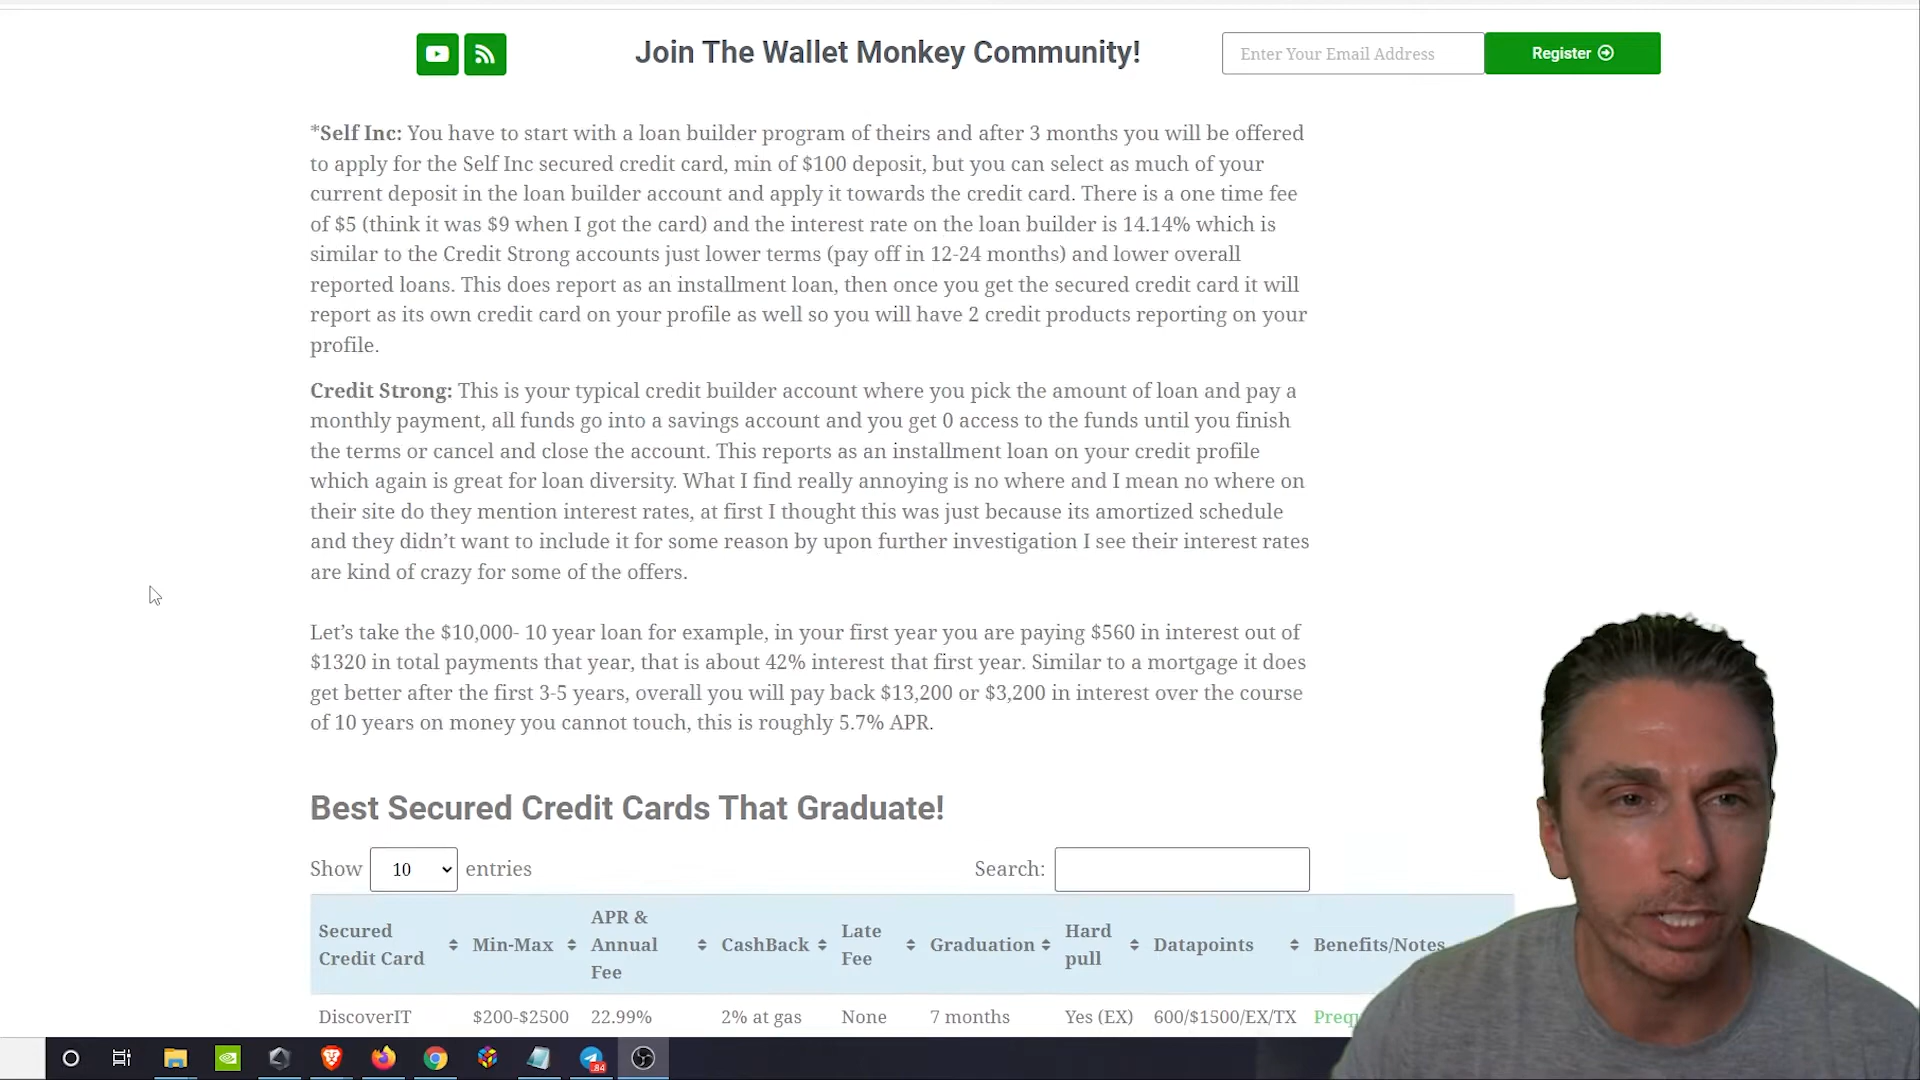 Join The Wallet Monkey Community!
Enter Your Email Address
Register
*Self Inc: You have to start with a loan builder program of theirs and after 3 months you will be offered
to apply for the Self Inc secured credit card, min of $100 deposit, but you can select as much of your
current deposit in the loan builder account and apply it towards the credit card. There is a one time fee
of $5 (think it was $9 when I got the card) and the interest rate on the loan builder is 14.14% which is
similar to the Credit Strong accounts just lower terms (pay off in 12-24 months) and lower overall
reported loans. This does report as an installment loan, then once you get the secured credit card it will
report as its own credit card on your profile as well so you will have 2 credit products reporting on your
profile.
Credit Strong: This is your typical credit builder account where you pick the amount of loan and pay a
monthly payment, all funds go into a savings account and you get 0 access to the funds until you finish
the terms or cancel and close the account. This reports as an installment loan on your credit profile
which again is great for loan diversity. What I find really annoying is no where and I mean no where on
their site do they mention interest rates, at first I thought this was just because its amortized schedule
and they didn’t want to include it for some reason by upon further investigation I see their interest rates
are kind of crazy for some of the offers.
Let’s take the $10,000- 10 year loan for example, in your first year you are paying $560 in interest out of
$1320 in total payments that year, that is about 42% interest that first year. Similar to a mortgage it does
get better after the first 3-5 years, overall you will pay back $13,200 or $3,200 in interest over the course
of 10 years on money you cannot touch, this is roughly 5.7% APR.
Best Secured Credit Cards That Graduate!
Show 10 entries
Search:
Secured Credit Card Min-Max APR & Annual Fee CashBack Late Fee Graduation Hard pull Datapoints Benefits/Notes
DiscoverIT $200-$2500 22.99% 2% at gas None 7 months Yes (EX) 600/$1500/EX/TX
84